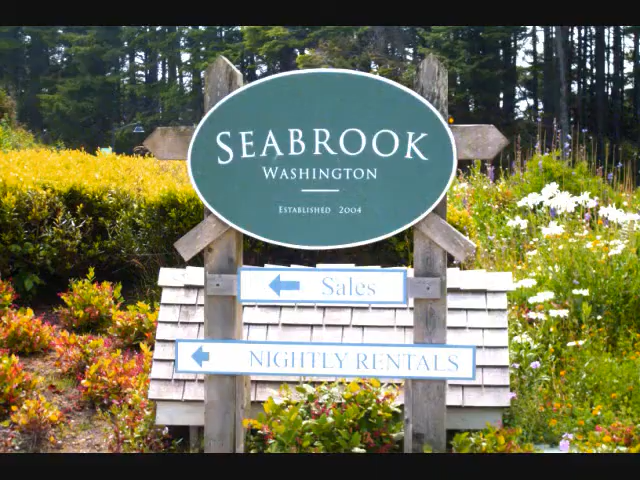 SEABROOK
WASHINGTON
ESTABLISHED 2004
Sales
NIGHTLY RENTALS